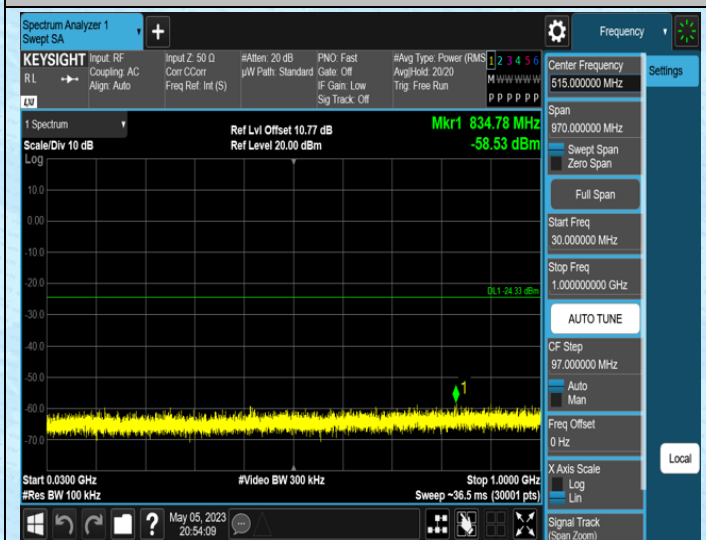 Spectrum Analyzer 1
Swept SA
+
Frequency
KEYSIGHT
RL
LXI
Input: RF
Coupling: AC
Align: Auto
Input Z: 50 Ω
Corr CCorr
Freq Ref: Int (S)
#Atten: 20 dB
µW Path: Standard
PNO: Fast
Gate: Off
IF Gain: Low
Sig Track: Off
#Avg Type: Power (RMS
Avg|Hold: 20/20
Trig: Free Run
1 2 3 4 5 6
M W W W W W
P P P P P P
1 Spectrum
Scale/Div 10 dB
Log
Ref Lvl Offset 10.77 dB
Ref Level 20.00 dBm
Mkr1 834.78 MHz
-58.53 dBm
10.0
0.00
-10.0
-20.0
DL1 -24.33 dBm
-30.0
-40.0
-50.0
1
-60.0
-70.0
Start 0.0300 GHz
#Res BW 100 kHz
#Video BW 300 kHz
Stop 1.0000 GHz
Sweep ~36.5 ms (30001 pts)
?
May 05, 2023
20:54:09
Center Frequency
515.000000 MHz
Span
970.000000 MHz
Swept Span
Zero Span
Full Span
Start Freq
30.000000 MHz
Stop Freq
1.000000000 GHz
AUTO TUNE
CF Step
97.000000 MHz
Auto
Man
Freq Offset
0 Hz
X Axis Scale
Log
Lin
Signal Track
(Span Zoom)
Settings
Local